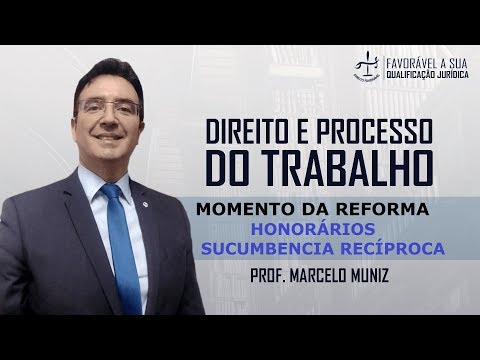 FAVORÁVEL A SUA
QUALIFICAÇÃO JURÍDICA
DIREITO E PROCESSO
DO TRABALHO
MOMENTO DA REFORMA
HONORÁRIOS
SUCUMBENCIA RECÍPROCA
PROF. MARCELO MUNIZ